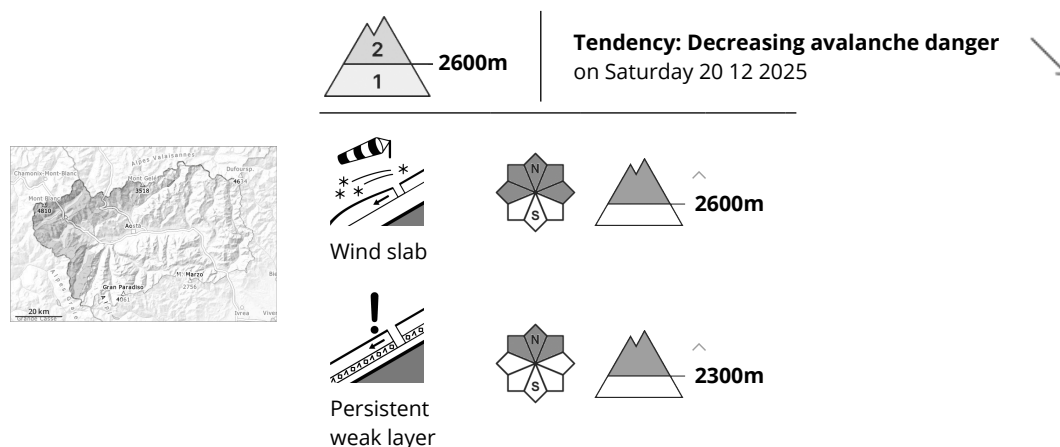 2
1
2600m
Tendency: Decreasing avalanche danger
on Saturday 20 12 2025
Alpes Valaisannes
Chamonix-Mont-Blanc
Dufoursp.
Mont Gelé
3518
Mont Blanc
4810
Aosta
M. Marzo
2756
Gran Paradiso
4061
20 km
Ivrea
N
S
2600m
Wind slab
N
S
2300m
Persistent
weak layer